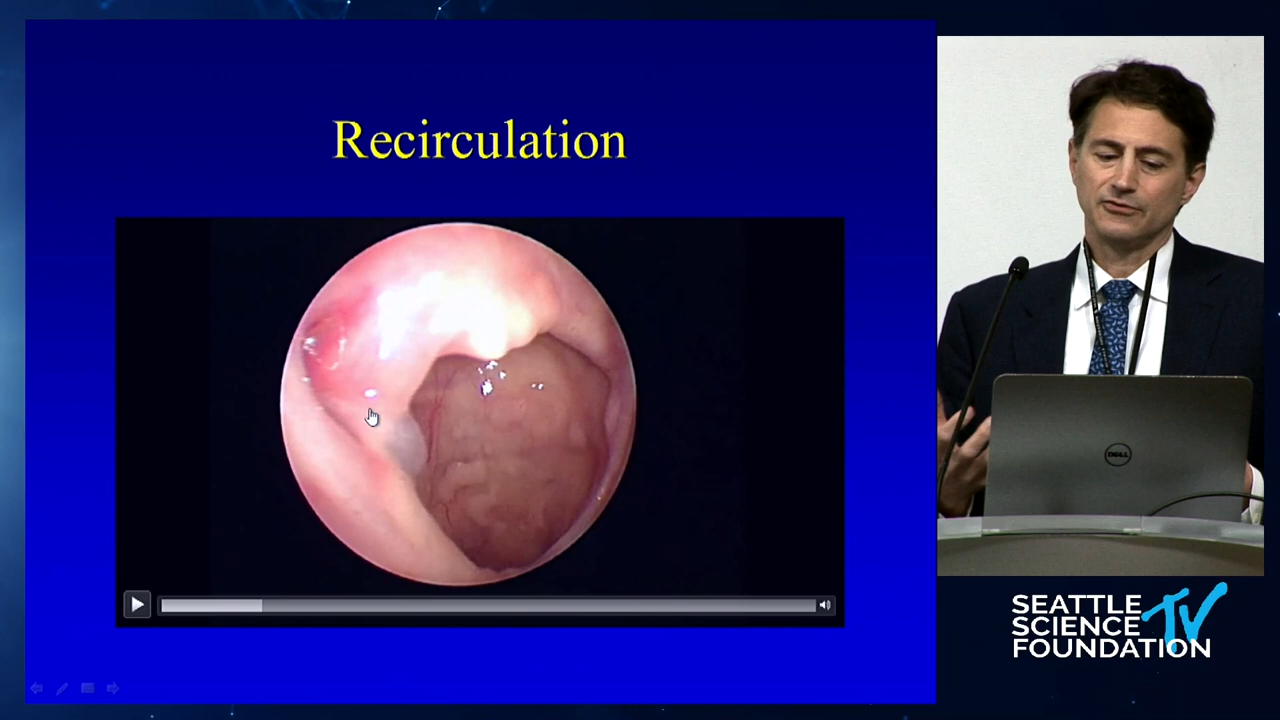 Recirculation
DELL
SEATTLE
SCIENCE TV
FOUNDATION